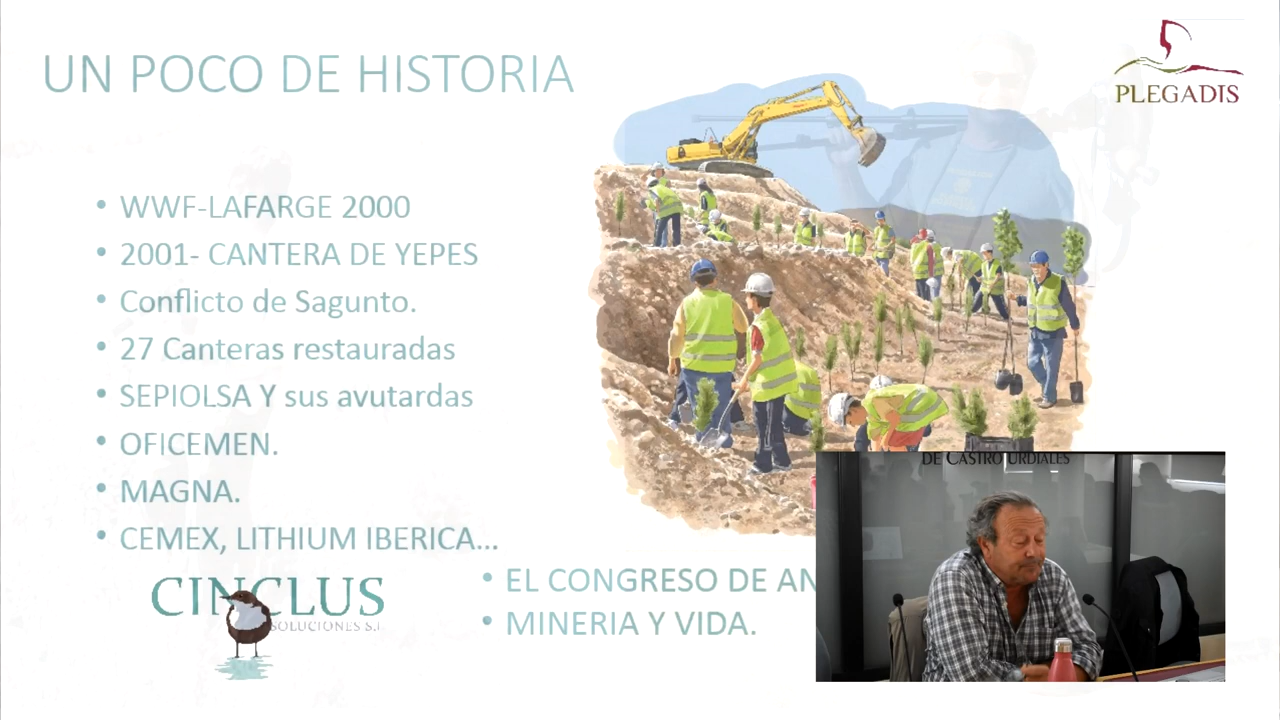 UN POCO DE HISTORIA
PLEGADIS
• WWF-LAFARGE 2000
• 2001- CANTERA DE YEPES
• Conflicto de Sagunto.
• 27 Canteras restauradas
• SEPIOLSA Y sus avutardas
• OFICEMEN.
• MAGNA.
• CEMEX, LITHIUM IBERICA...
DE CASTRO URDIALES
CINCLUS
SOLUCIONES S.L
• EL CONGRESO DE AN
• MINERIA Y VIDA.